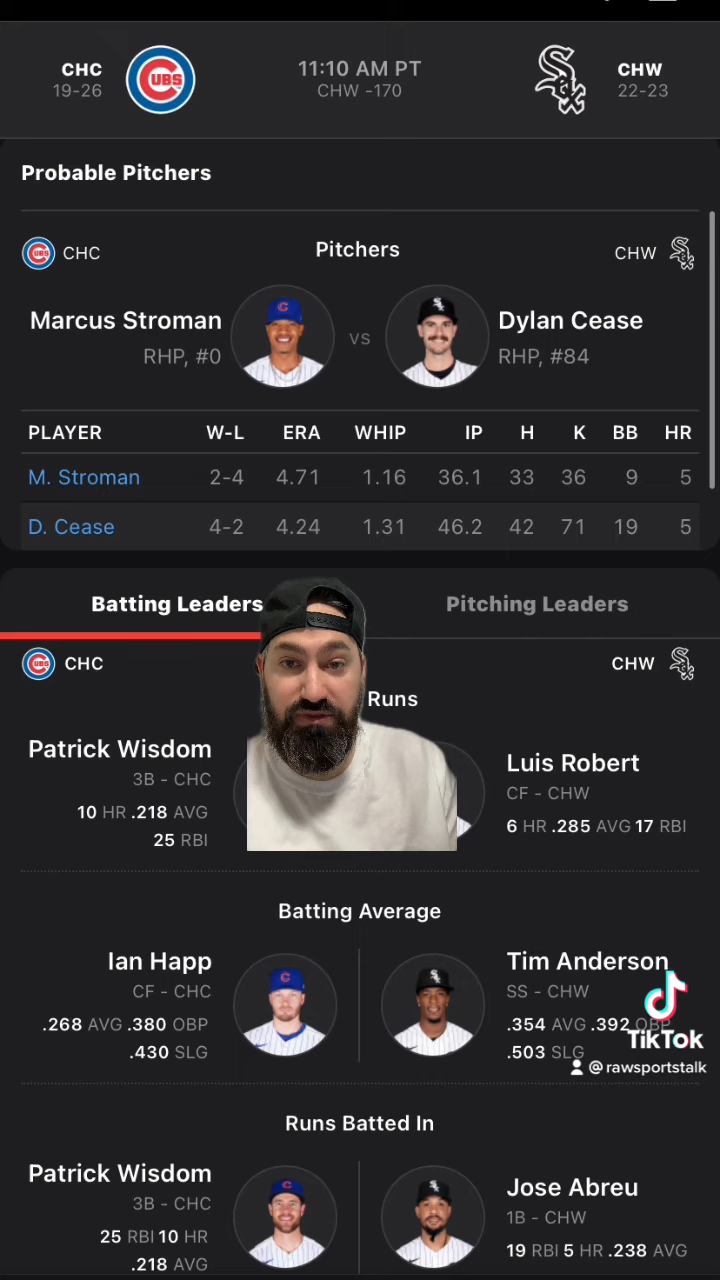 CHC
19-26
CUBS
11:10 AM PT
CHW -170
Sox
CHW
22-23
Probable Pitchers
CHC
Pitchers
CHW
Marcus Stroman
RHP, #0
vs
Dylan Cease
RHP, #84
PLAYER W-L ERA WHIP IP H K BB HR
M. Stroman 2-4 4.71 1.16 36.1 33 36 9 5
D. Cease 4-2 4.24 1.31 46.2 42 71 19 5
Batting Leaders
Pitching Leaders
CHC
CHW
Runs
Patrick Wisdom
3B - CHC
10 HR .218 AVG
25 RBI
Luis Robert
CF - CHW
6 HR .285 AVG 17 RBI
Batting Average
Ian Happ
CF - CHC
.268 AVG .380 OBP
.430 SLG
Tim Anderson
SS - CHW
.354 AVG .392 OBP
.503 SLG
TikTok
@rawsportstalk
Runs Batted In
Patrick Wisdom
3B - CHC
25 RBI 10 HR
.218 AVG
Jose Abreu
1B - CHW
19 RBI 5 HR .238 AVG